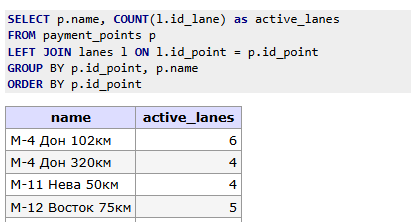 SELECT p.name, COUNT(l.id_lane) as active_lanes
FROM payment_points p
LEFT JOIN lanes l ON l.id_point = p.id_point
GROUP BY p.id_point, p.name
ORDER BY p.id_point
name active_lanes
М-4 Дон 102км 6
М-4 Дон 320км 4
М-11 Нева 50км 4
М-12 Восток 75км 5